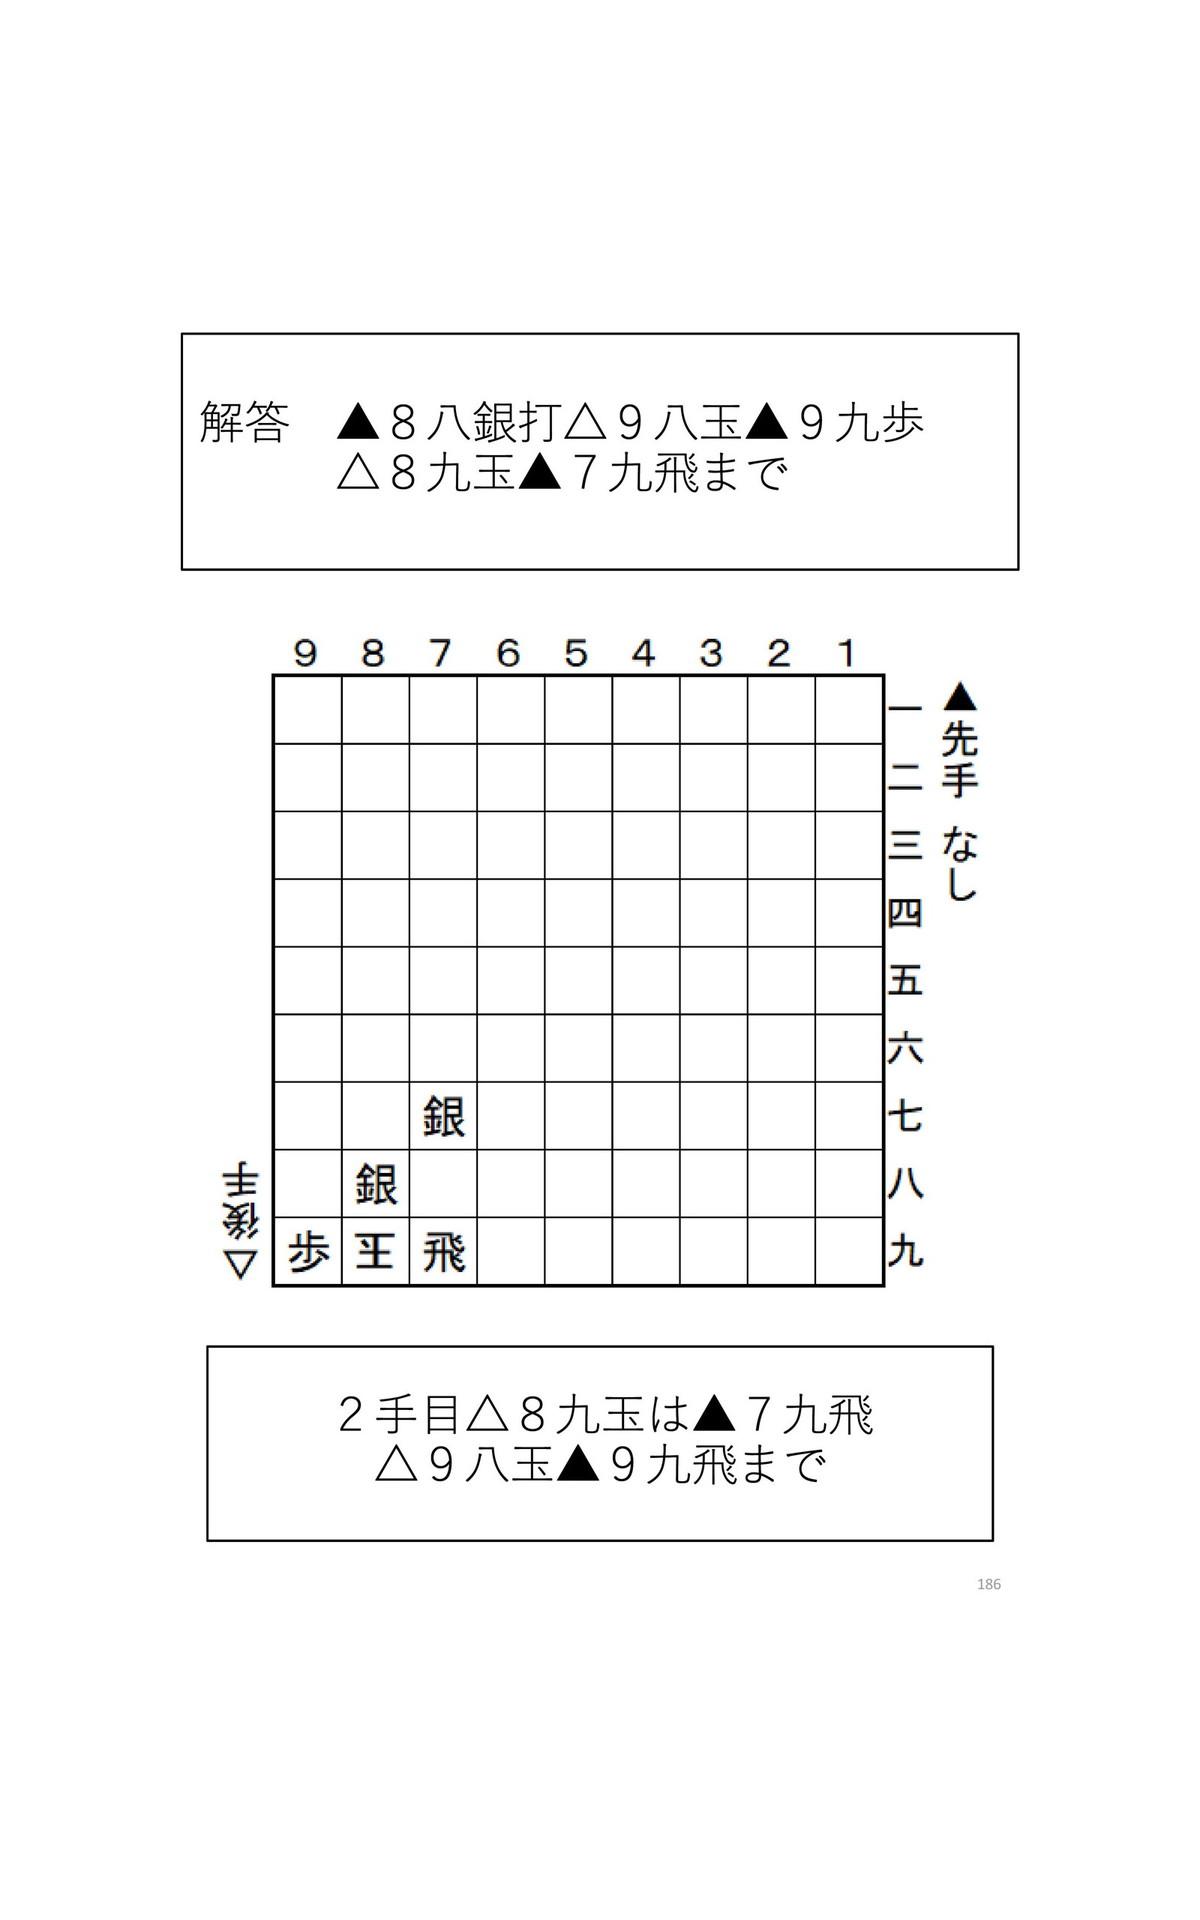 解答　▲８八銀打△９八玉▲９九歩
△８九玉▲７九飛まで
9 8 7 6 5 4 3 2 1
▲先手 なし
一
二
三
四
五
六
七
八
九
銀
銀
歩 王 飛
△後手
２手目△８九玉は▲７九飛
△９八玉▲９九飛まで
186